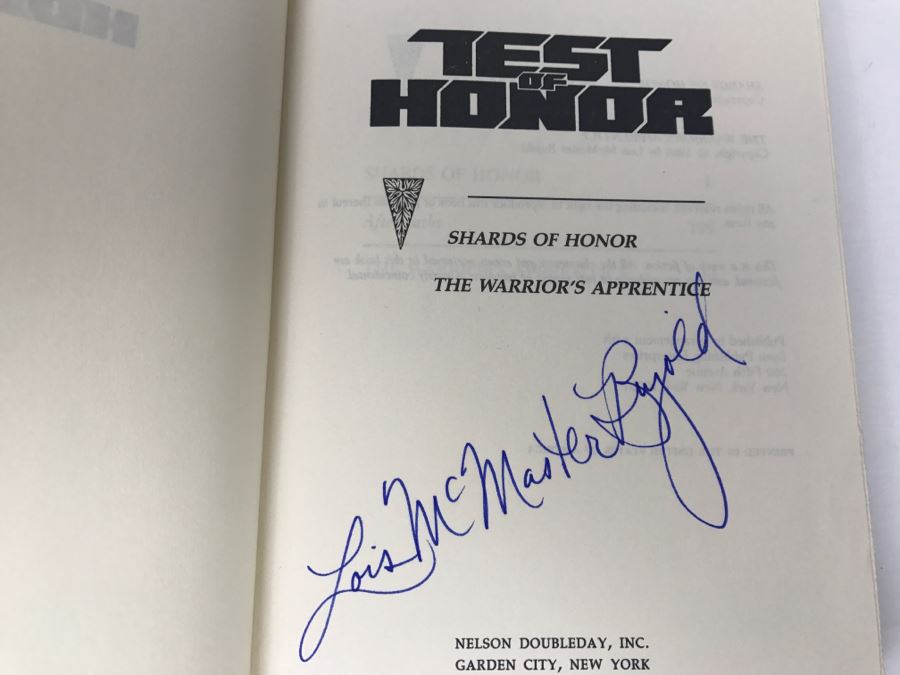 TEST
OF
HONOR
SHARDS OF HONOR
THE WARRIOR'S APPRENTICE
Lois McMaster Bujold
NELSON DOUBLEDAY, INC.
GARDEN CITY, NEW YORK